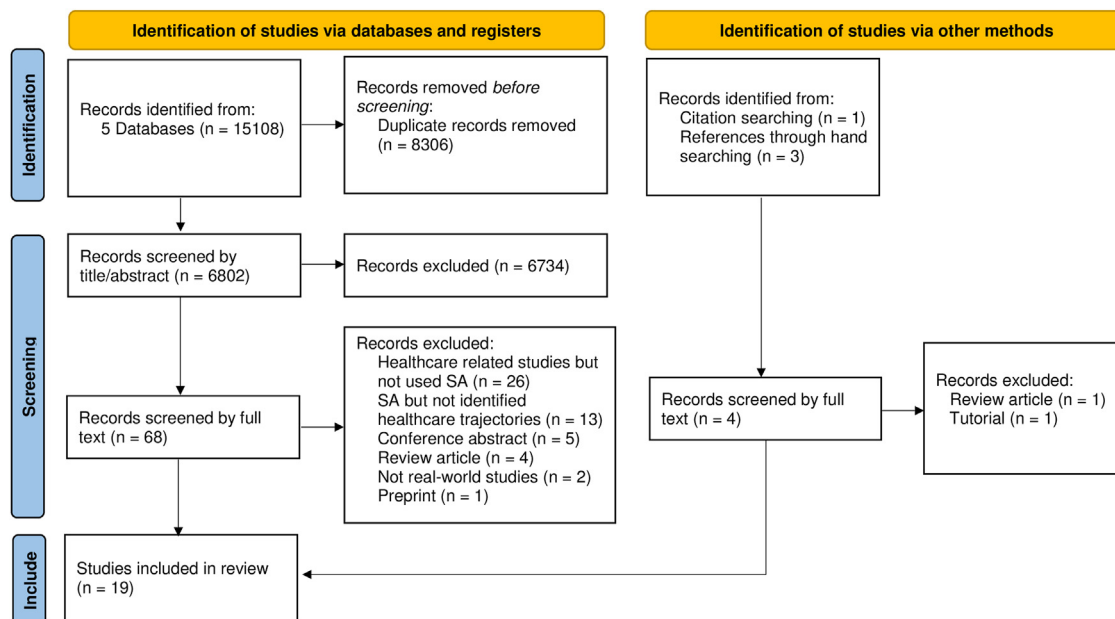 Identification of studies via databases and registers
Identification of studies via other methods
Identification
Records identified from:
5 Databases (n = 15108)
Records removed before
screening:
Duplicate records removed
(n = 8306)
Records identified from:
Citation searching (n = 1)
References through hand
searching (n = 3)
Screening
Records screened by
title/abstract (n = 6802)
Records excluded (n = 6734)
Records screened by full
text (n = 68)
Records excluded:
Healthcare related studies but
not used SA (n = 26)
SA but not identified
healthcare trajectories (n = 13)
Conference abstract (n = 5)
Review article (n = 4)
Not real-world studies (n = 2)
Preprint (n = 1)
Records screened by full
text (n = 4)
Records excluded:
Review article (n = 1)
Tutorial (n = 1)
Include
Studies included in review
(n = 19)